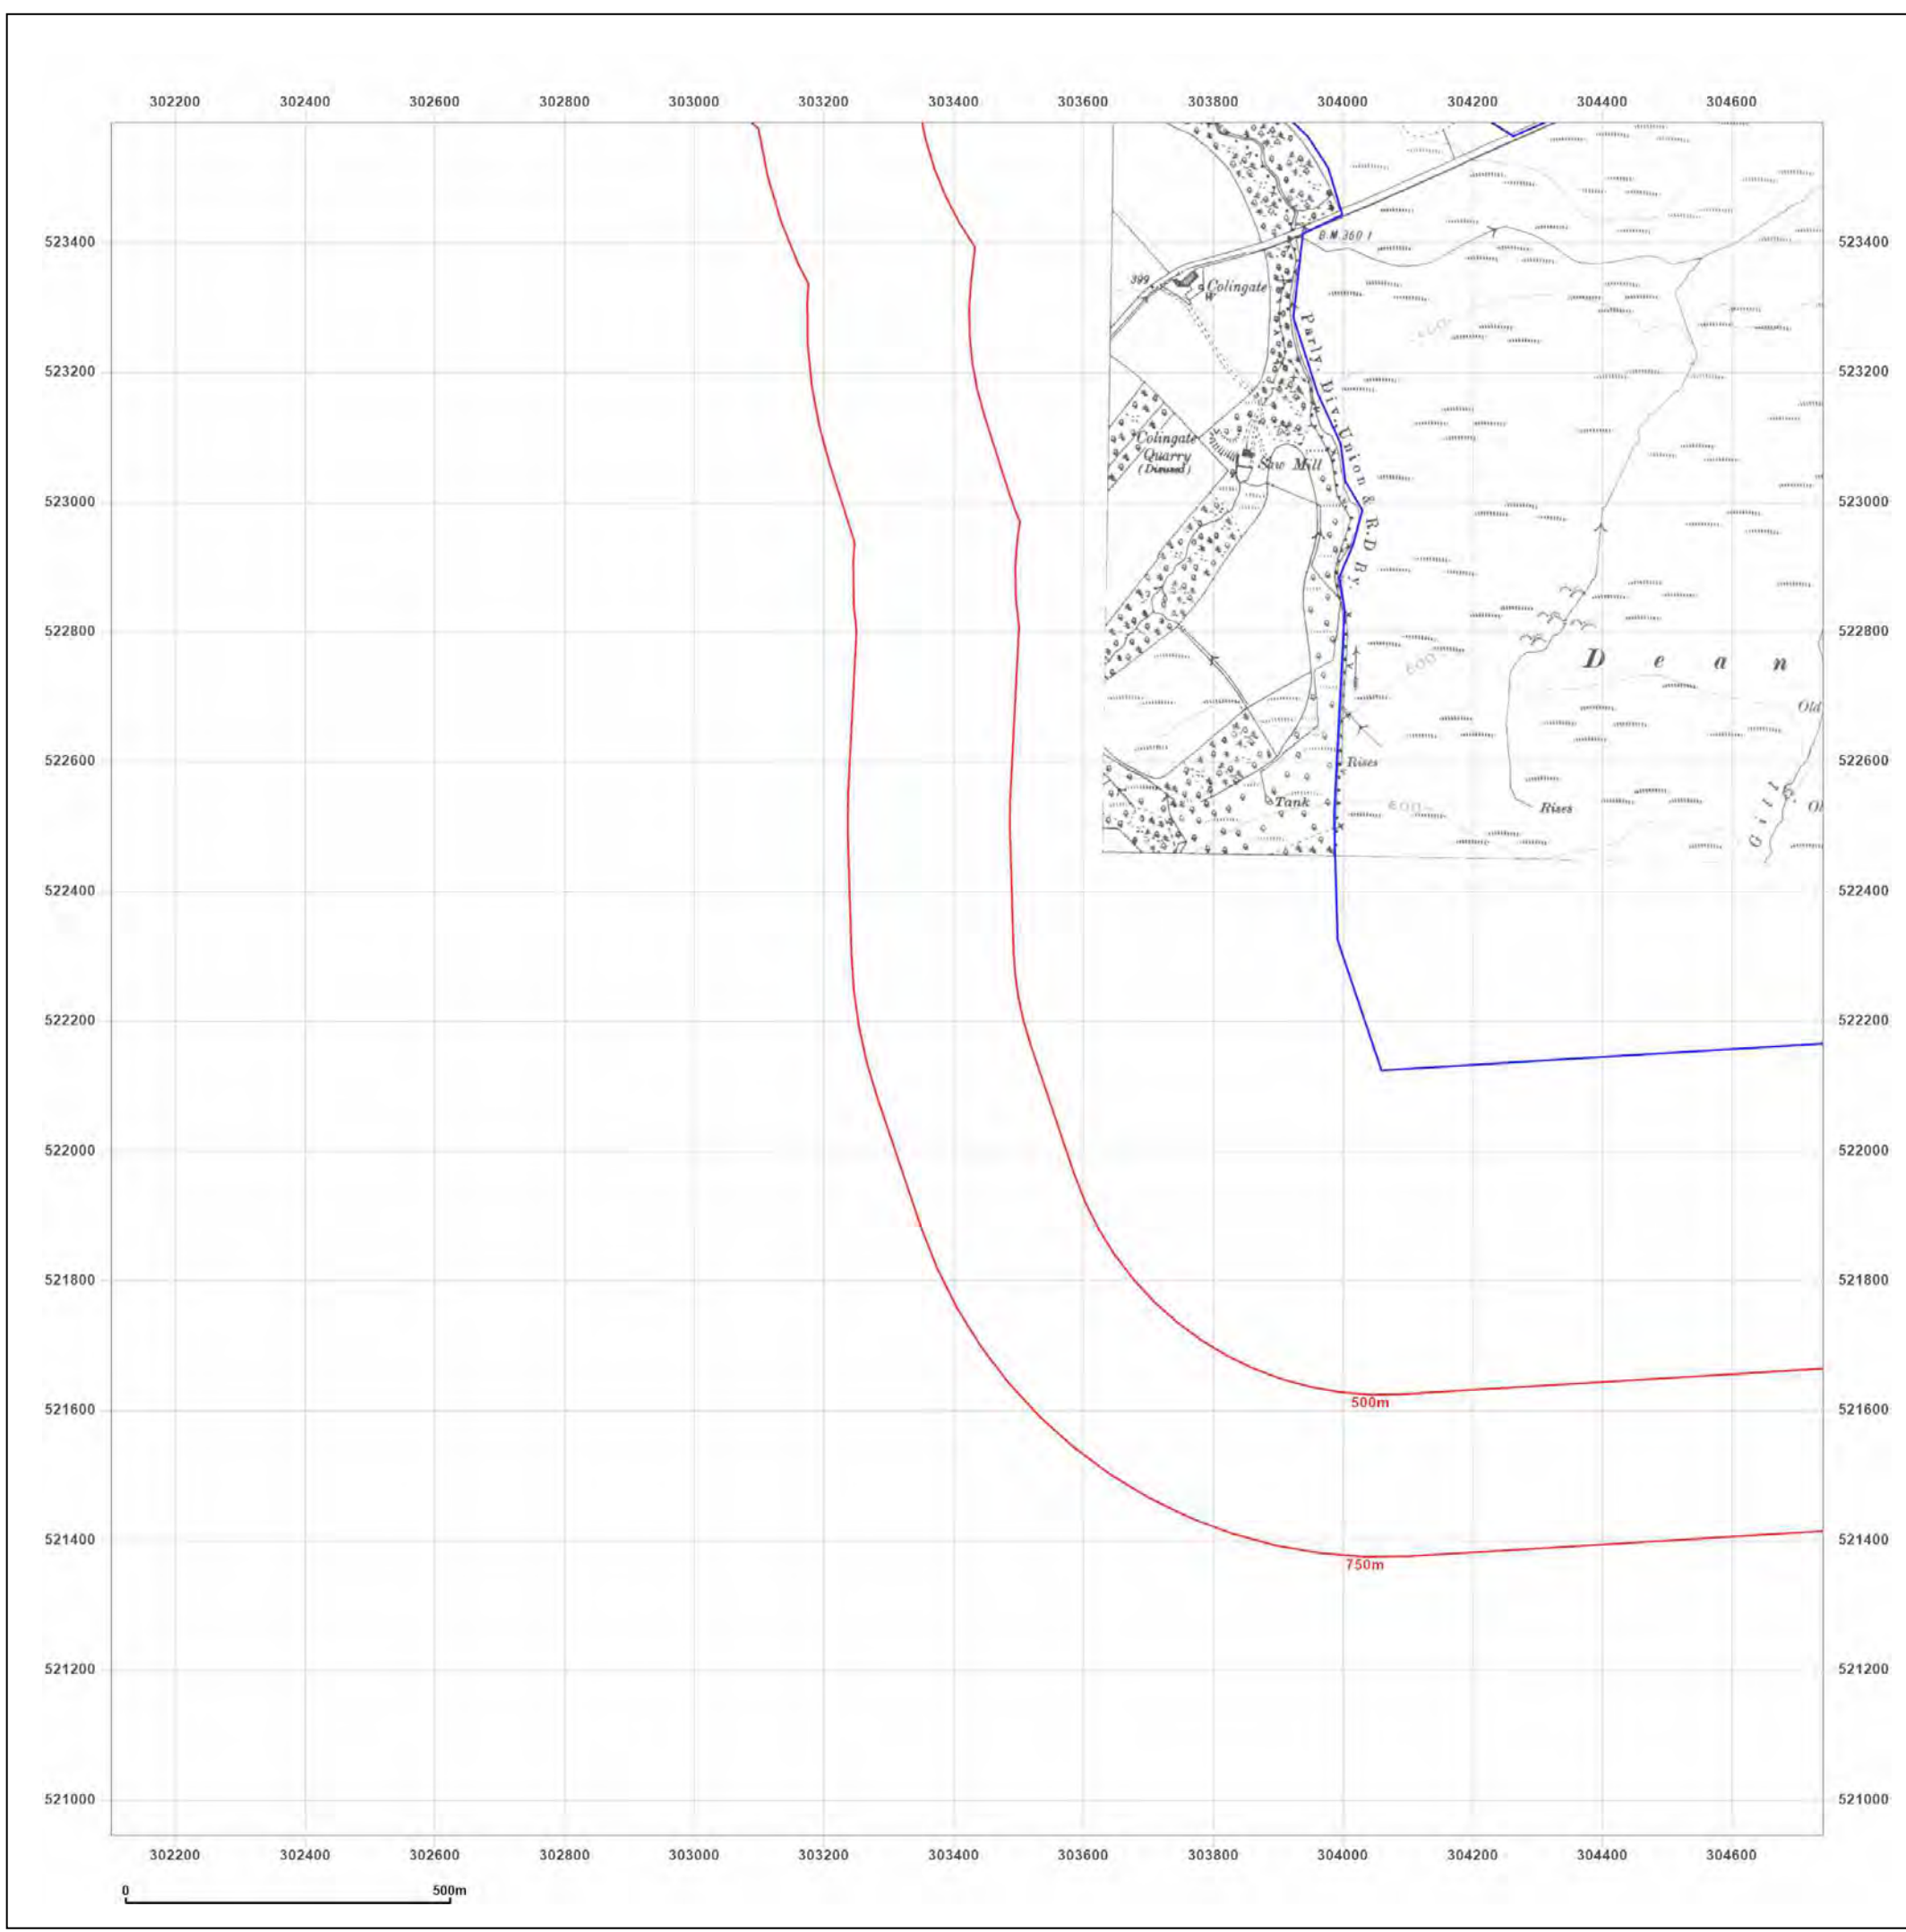 302200 302400 302600 302800 303000 303200 303400 303600 303800 304000 304200 304400 304600
523400 523400
B.M. 360.1
399
Colingate
W
Parly. Div. Union & R.D By.
523200 523200
Colingate
Quarry
(Disused)
Saw Mill
523000 523000
522800 522800
Dean
600
Old
522600 522600
Rises
Tank
600
Rises
Gill
600
522400 522400
522200 522200
522000 522000
521800 521800
521600 521600
500m
521400 521400
750m
521200 521200
521000 521000
302200 302400 302600 302800 303000 303200 303400 303600 303800 304000 304200 304400 304600
0 500m